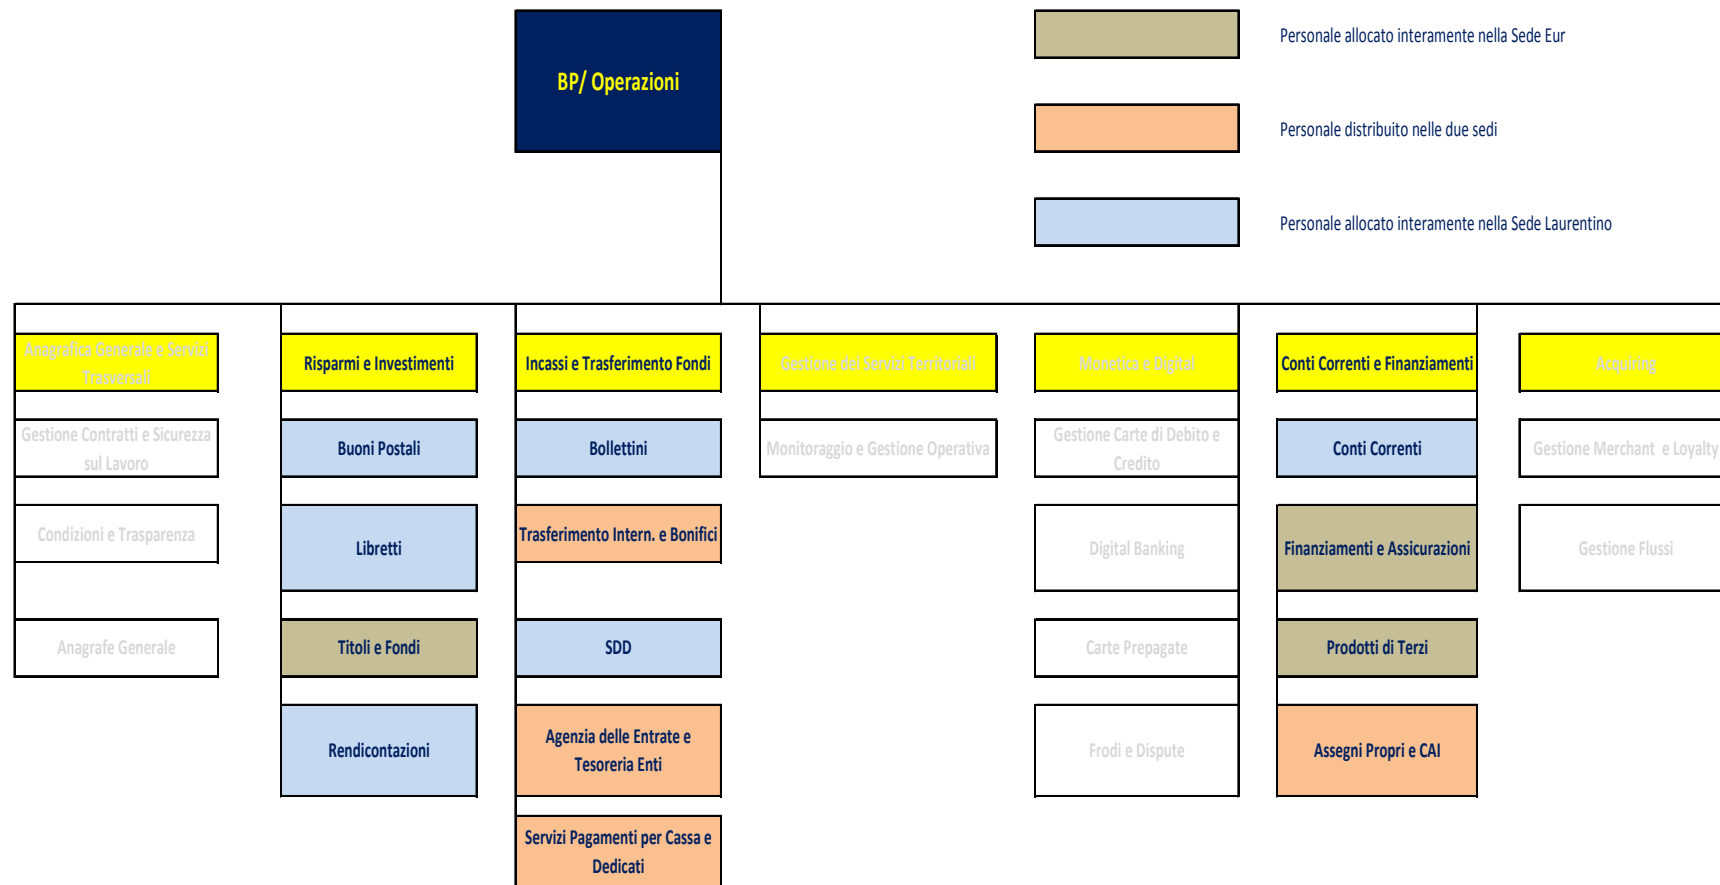 BP/ Operazioni
Personale allocato interamente nella Sede Eur
Personale distribuito nelle due sedi
Personale allocato interamente nella Sede Laurentino
Anagrafica Generale e Servizi
Trasversali
Risparmi e Investimenti
Incassi e Trasferimento Fondi
Gestione dei Servizi Territoriali
Monetica e Digital
Conti Correnti e Finanziamenti
Acquiring
Gestione Contratti e Sicurezza
sul Lavoro
Buoni Postali
Bollettini
Monitoraggio e Gestione Operativa
Gestione Carte di Debito e
Credito
Conti Correnti
Gestione Merchant e Loyalty
Condizioni e Trasparenza
Libretti
Trasferimento Intern. e Bonifici
Digital Banking
Finanziamenti e Assicurazioni
Gestione Flussi
Anagrafe Generale
Titoli e Fondi
SDD
Carte Prepagate
Prodotti di Terzi
Rendicontazioni
Agenzia delle Entrate e
Tesoreria Enti
Frodi e Dispute
Assegni Propri e CAI
Servizi Pagamenti per Cassa e
Dedicati